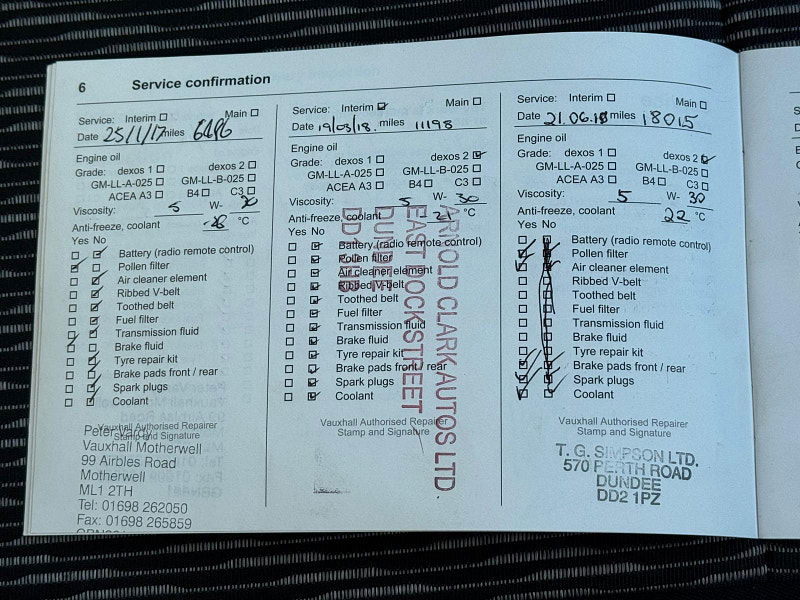 6 Service confirmation
Service: Interim Main
Date 25/11/17 miles
Engine oil
Grade: dexos 1 dexos 2
GM-LL-A-025 GM-LL-B-025
ACEA A3 B4 C3
Viscosity: 5 W- 30
Anti-freeze, coolant °C
Yes No
Battery (radio remote control)
Pollen filter
Air cleaner element
Ribbed V-belt
Toothed belt
Fuel filter
Transmission fluid
Brake fluid
Tyre repair kit
Brake pads front / rear
Spark plugs
Coolant
Vauxhall Authorised Repairer
Stamp and Signature
Peter Vardy
Vauxhall Motherwell
99 Airbles Road
Motherwell
ML1 2TH
Tel: 01698 262050
Fax: 01698 265859
Service: Interim Main
Date 19/03/18. miles 11198
Engine oil
Grade: dexos 1 dexos 2
GM-LL-A-025 GM-LL-B-025
ACEA A3 B4 C3
Viscosity: 5 W- 30
Anti-freeze, coolant °C
Yes No
Battery (radio remote control)
Pollen filter
Air cleaner element
Ribbed V-belt
Toothed belt
Fuel filter
Transmission fluid
Brake fluid
Tyre repair kit
Brake pads front / rear
Spark plugs
Coolant
Vauxhall Authorised Repairer
Stamp and Signature
ARNOLD CLARK AUTOS LTD.
EAST DOCK STREET
DUNDEE
Service: Interim Main
Date 21.06.18 miles 18015
Engine oil
Grade: dexos 1 dexos 2
GM-LL-A-025 GM-LL-B-025
ACEA A3 B4 C3
Viscosity: 5 W- 30
Anti-freeze, coolant 22 °C
Yes No
Battery (radio remote control)
Pollen filter
Air cleaner element
Ribbed V-belt
Toothed belt
Fuel filter
Transmission fluid
Brake fluid
Tyre repair kit
Brake pads front / rear
Spark plugs
Coolant
Vauxhall Authorised Repairer
Stamp and Signature
T. G. SIMPSON LTD.
570 PERTH ROAD
DUNDEE
DD2 1PZ